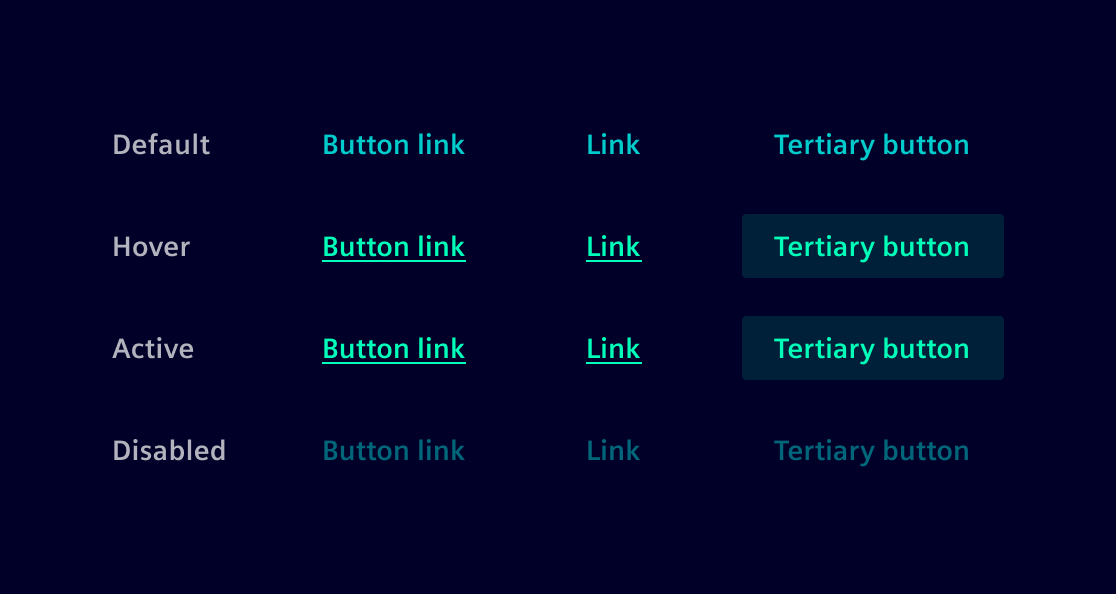 Default Button link Link Tertiary button
Hover Button link Link Tertiary button
Active Button link Link Tertiary button
Disabled Button link Link Tertiary button